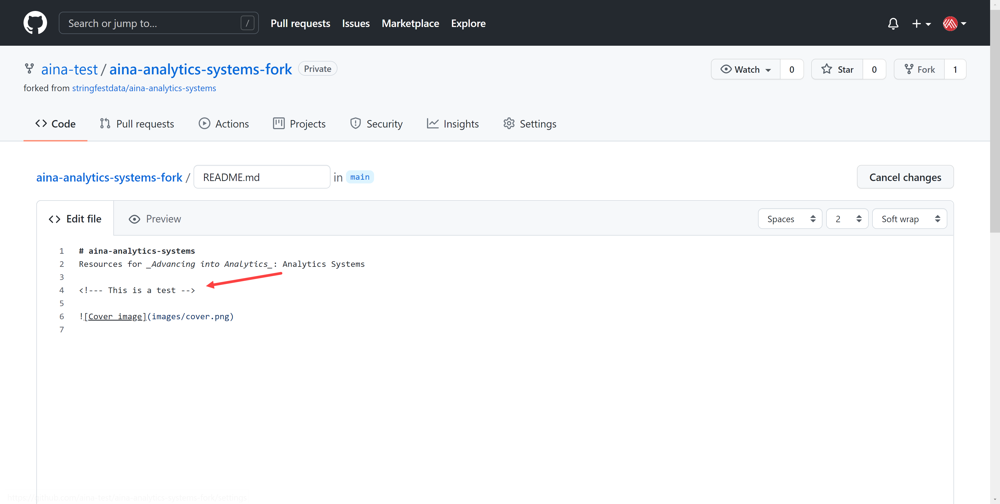 Search or jump to... / Pull requests Issues Marketplace Explore
aina-test / aina-analytics-systems-fork Private Watch 0 Star 0 Fork 1
forked from stringfestdata/aina-analytics-systems
Code Pull requests Actions Projects Security Insights Settings
aina-analytics-systems-fork / README.md in main Cancel changes
Edit file Preview Spaces 2 Soft wrap
1 # aina-analytics-systems
2 Resources for _Advancing into Analytics_: Analytics Systems
3
4 <!--- This is a test -->
5
6 ![Cover image](images/cover.png)
7
https://github.com/aina-test/aina-analytics-systems-fork/settings